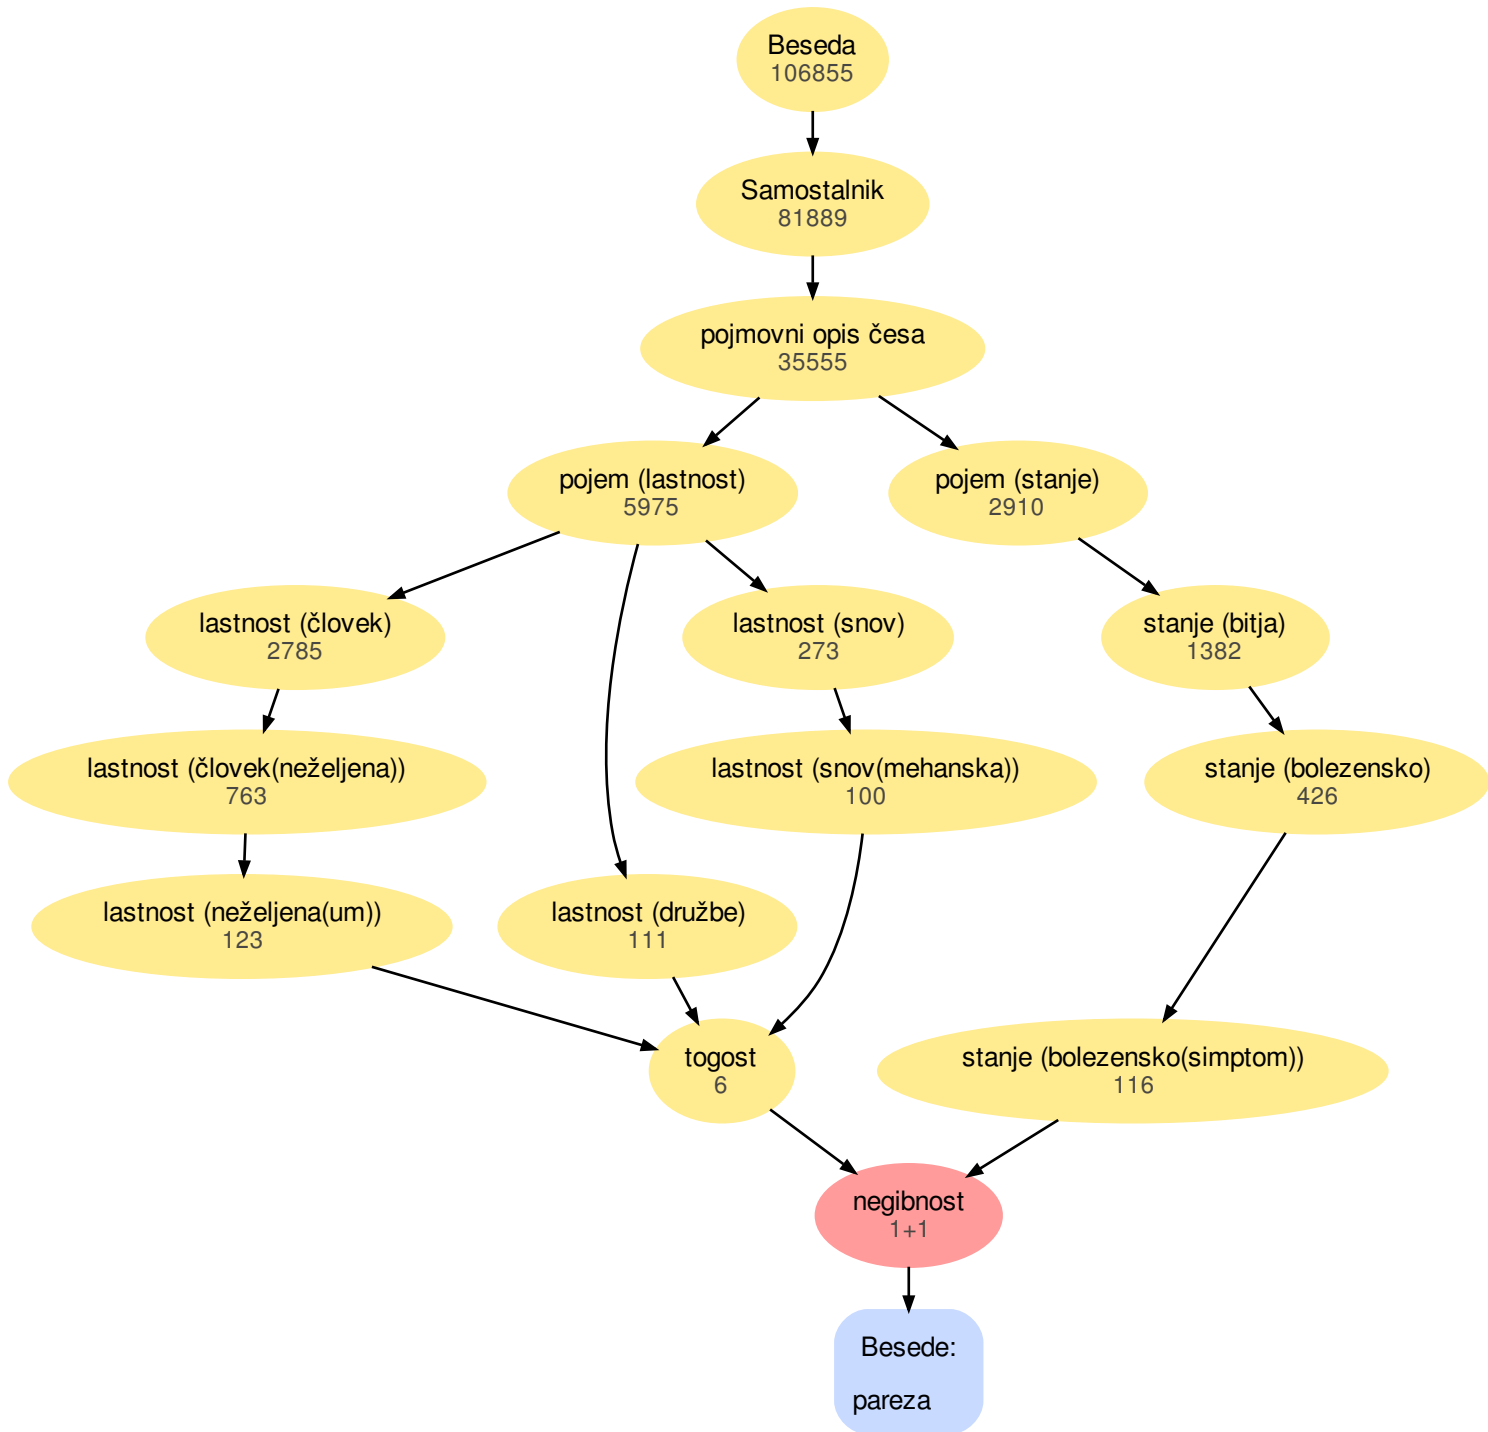 Beseda
106855
Samostalnik
81889
pojmovni opis česa
35555
pojem (lastnost)
5975
pojem (stanje)
2910
lastnost (človek)
2785
lastnost (snov)
273
stanje (bitja)
1382
lastnost (človek(neželjena))
763
lastnost (snov(mehanska))
100
stanje (bolezensko)
426
lastnost (neželjena(um))
123
lastnost (družbe)
111
togost
6
stanje (bolezensko(simptom))
116
negibnost
1+1
Besede:
pareza